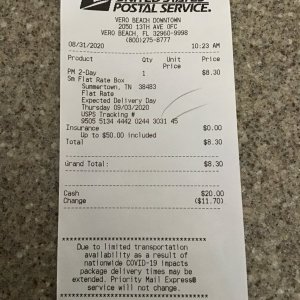 UNITED STATES
POSTAL SERVICE.
VERO BEACH DOWNTOWN
2050 13TH AVE OFC
VERO BEACH, FL 32960-9998
(800)275-8777
08/31/2020 10:23 AM
Product Qty Unit Price
Price
PM 2-Day 1 $8.30
Sm Flat Rate Box
Summertown, TN 38483
Flat Rate
Expected Delivery Day
Thursday 09/03/2020
USPS Tracking #
9505 5134 4442 0244 3031 45
Insurance $0.00
Up to $50.00 included
Total $8.30
Grand Total: $8.30
Cash $20.00
Change ($11.70)
Due to limited transportation
availability as a result of
nationwide COVID-19 impacts
package delivery times may be
extended. Priority Mail Express®
service will not change.